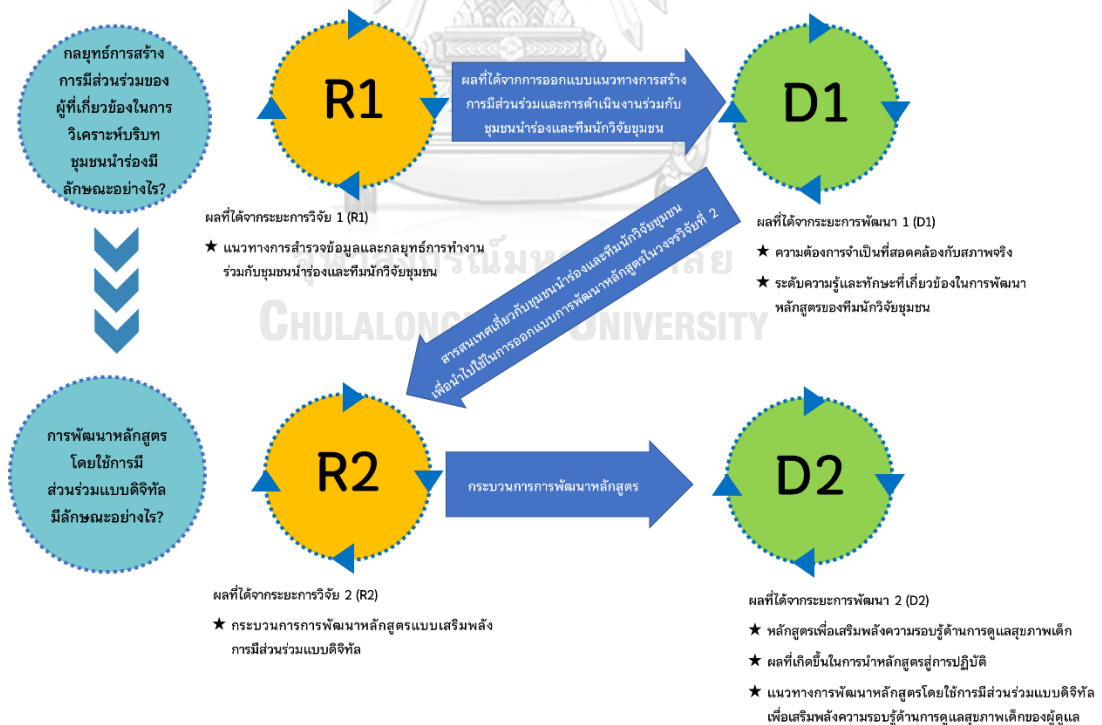 กลยุทธ์การสร้าง
การมีส่วนร่วมของ
ผู้ที่เกี่ยวข้องในการ
วิเคราะห์บริบท
ชุมชนนำร่องมี
ลักษณะอย่างไร?
R1
ผลที่ได้จากการออกแบบแนวทางการสร้าง
การมีส่วนร่วมและการดำเนินงานร่วมกับ
ชุมชนนำร่องและทีมนักวิจัยชุมชน
D1
ผลที่ได้จากระยะการวิจัย 1 (R1)
★ แนวทางการสำรวจข้อมูลและกลยุทธ์การทำงาน
ร่วมกับชุมชนนำร่องและทีมนักวิจัยชุมชน
ผลที่ได้จากระยะการพัฒนา 1 (D1)
★ ความต้องการจำเป็นที่สอดคล้องกับสภาพจริง
★ ระดับความรู้และทักษะที่เกี่ยวข้องในการพัฒนา
หลักสูตรของทีมนักวิจัยชุมชน
สารสนเทศเกี่ยวกับชุมชนนำร่องและทีมนักวิจัยชุมชน
เพื่อนำไปใช้ในการออกแบบการพัฒนาหลักสูตรในวงจรวิจัยที่ 2
CHULALONG UNIVERSITY
การพัฒนาหลักสูตร
โดยใช้การมี
ส่วนร่วมแบบดิจิทัล
มีลักษณะอย่างไร?
R2
กระบวนการการพัฒนาหลักสูตร
D2
ผลที่ได้จากระยะการวิจัย 2 (R2)
★ กระบวนการการพัฒนาหลักสูตรแบบเสริมพลัง
การมีส่วนร่วมแบบดิจิทัล
ผลที่ได้จากระยะการพัฒนา 2 (D2)
★ หลักสูตรเพื่อเสริมพลังความรอบรู้ด้านการดูแลสุขภาพเด็ก
★ ผลที่เกิดขึ้นในการนำหลักสูตรสู่การปฏิบัติ
★ แนวทางการพัฒนาหลักสูตรโดยใช้การมีส่วนร่วมแบบดิจิทัล
เพื่อเสริมพลังความรอบรู้ด้านการดูแลสุขภาพเด็กของผู้ดูแล